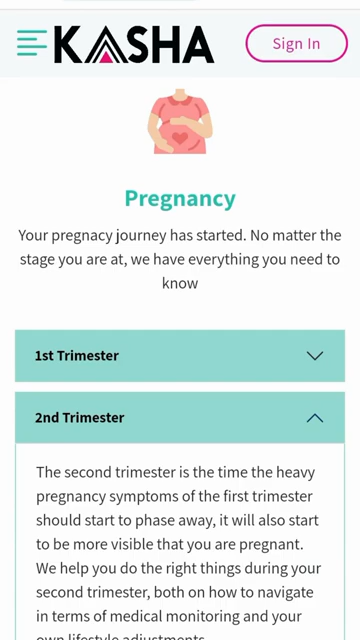 KASHA
Sign In
Pregnancy
Your pregnacy journey has started. No matter the
stage you are at, we have everything you need to
know
1st Trimester
2nd Trimester
The second trimester is the time the heavy
pregnancy symptoms of the first trimester
should start to phase away, it will also start
to be more visible that you are pregnant.
We help you do the right things during your
second trimester, both on how to navigate
in terms of medical monitoring and your
own lifestyle adjustments